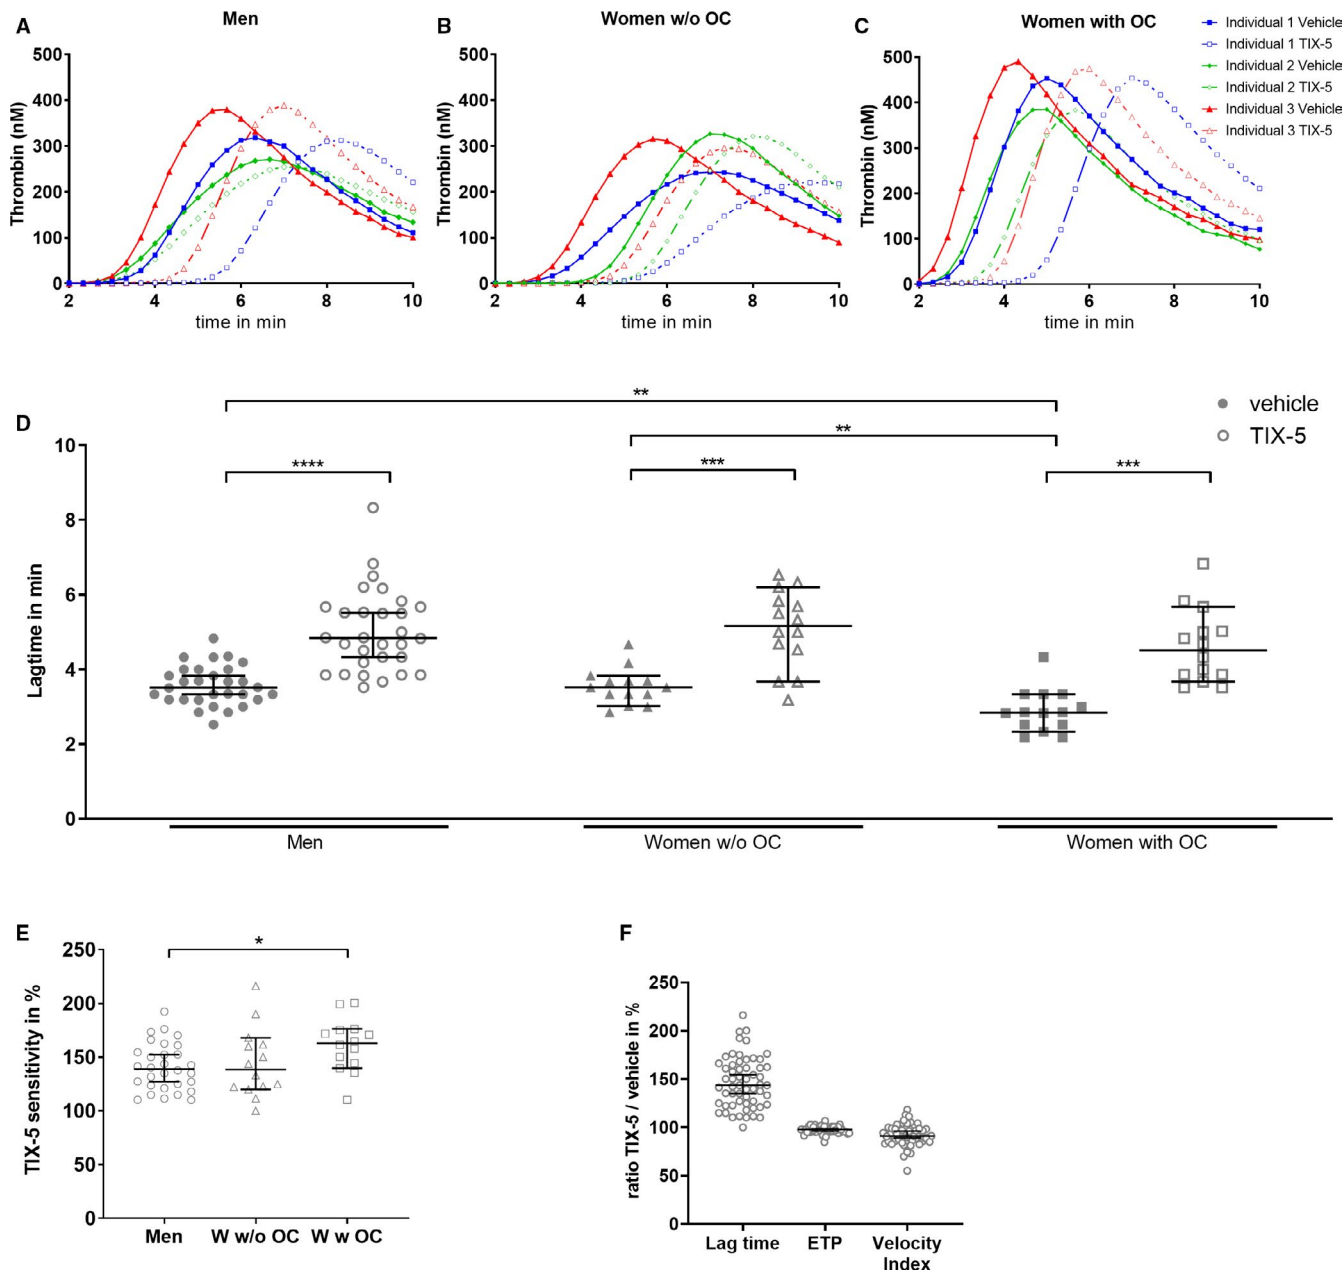 A
Men
B
Women w/o OC
C
Women with OC
Individual 1 Vehicle
Individual 1 TIX-5
Individual 2 Vehicle
Individual 2 TIX-5
Individual 3 Vehicle
Individual 3 TIX-5
Thrombin (nM)
500
400
300
200
100
0
2 4 6 8 10
time in min
Thrombin (nM)
500
400
300
200
100
0
2 4 6 8 10
time in min
Thrombin (nM)
500
400
300
200
100
0
2 4 6 8 10
time in min
D
vehicle
TIX-5
**
**
****
***
***
Lagtime in min
10
8
6
4
2
0
Men
Women w/o OC
Women with OC
E
*
TIX-5 sensitivity in %
250
200
150
100
50
0
Men W w/o OC W w OC
F
ratio TIX-5 / vehicle in %
250
200
150
100
50
0
Lag time ETP Velocity
Index